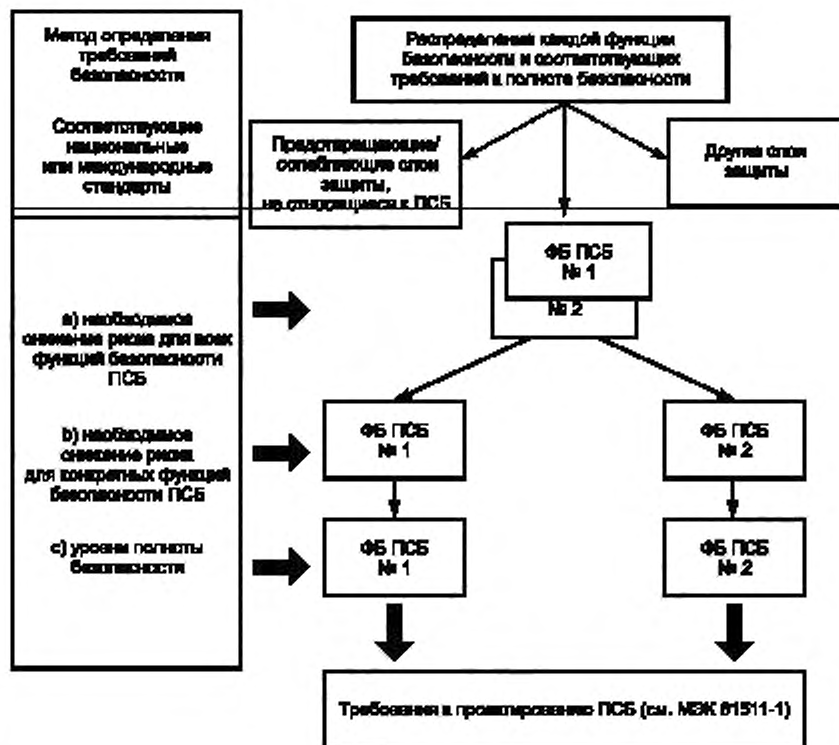 Метод определения
требований
безопасности
Соответствующие
национальные
или международные
стандарты
Распределение каждой функции
безопасности и соответствующих
требований к полноте безопасности
Предотвращающие/
ослабляющие слои
защиты,
не относящиеся к ПСБ
Другие слои
защиты
ФБ ПСБ
№ 1
№ 2
a) необходимое
снижение риска для всех
функций безопасности
ПСБ
b) необходимое
снижение риска
для конкретных функций
безопасности ПСБ
ФБ ПСБ
№ 1
ФБ ПСБ
№ 2
c) уровни полноты
безопасности
ФБ ПСБ
№ 1
ФБ ПСБ
№ 2
Требования к проектированию ПСБ (см. МЭК 61511-1)